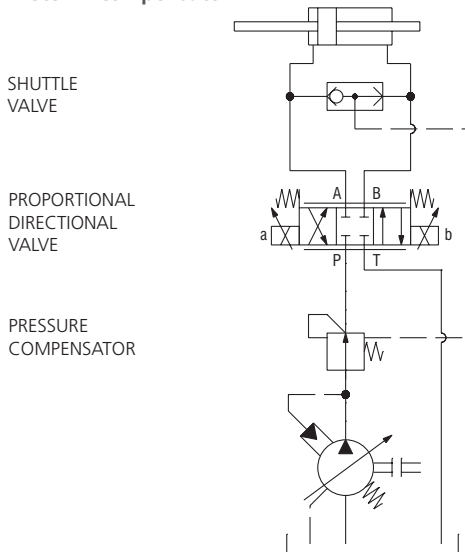 SHUTTLE
VALVE
A B
PROPORTIONAL
DIRECTIONAL
VALVE
a b
P T
PRESSURE
COMPENSATOR